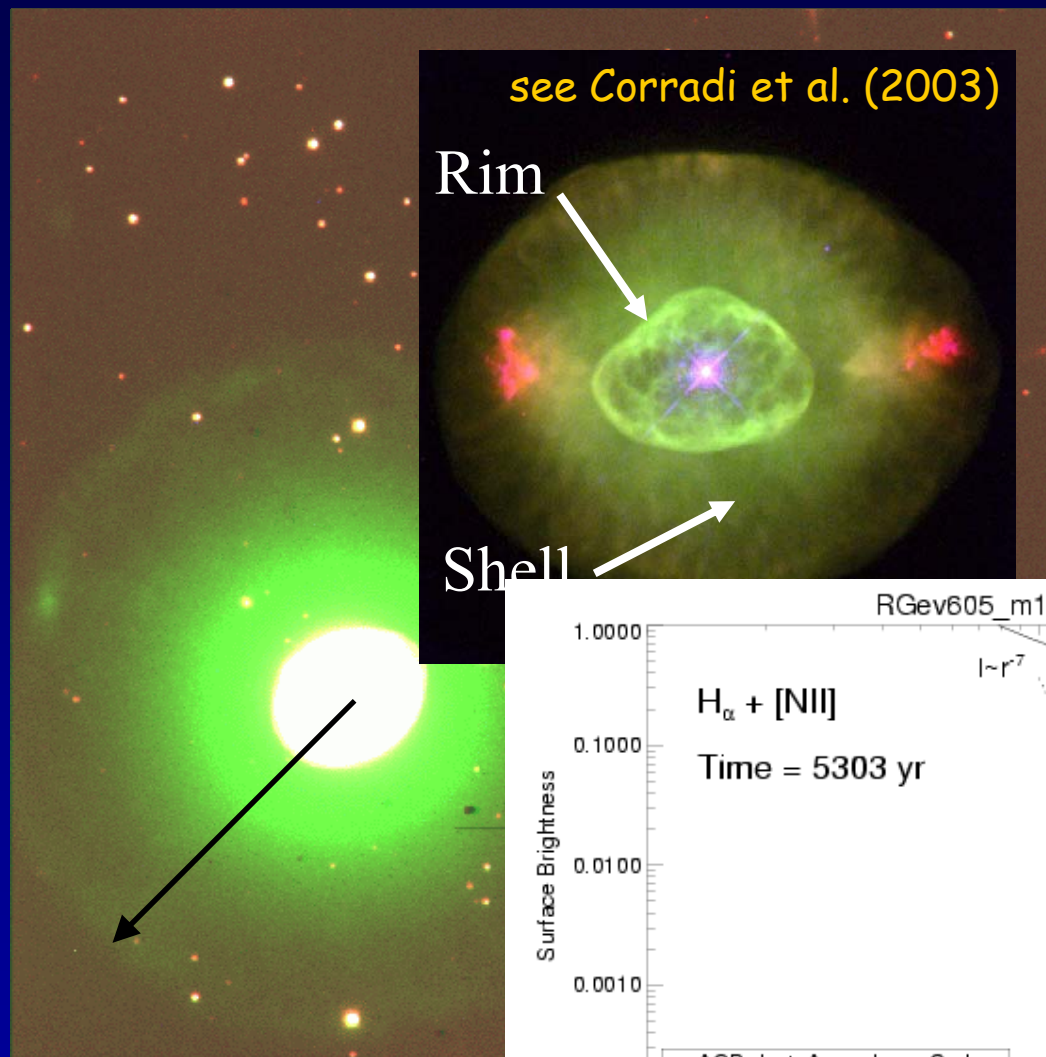 see Corradi et al. (2003)
Rim
Shell
RGev605_m1
1.0000
I~r⁻⁷
Hα + [NII]
0.1000
Time = 5303 yr
Surface Brightness
0.0100
0.0010